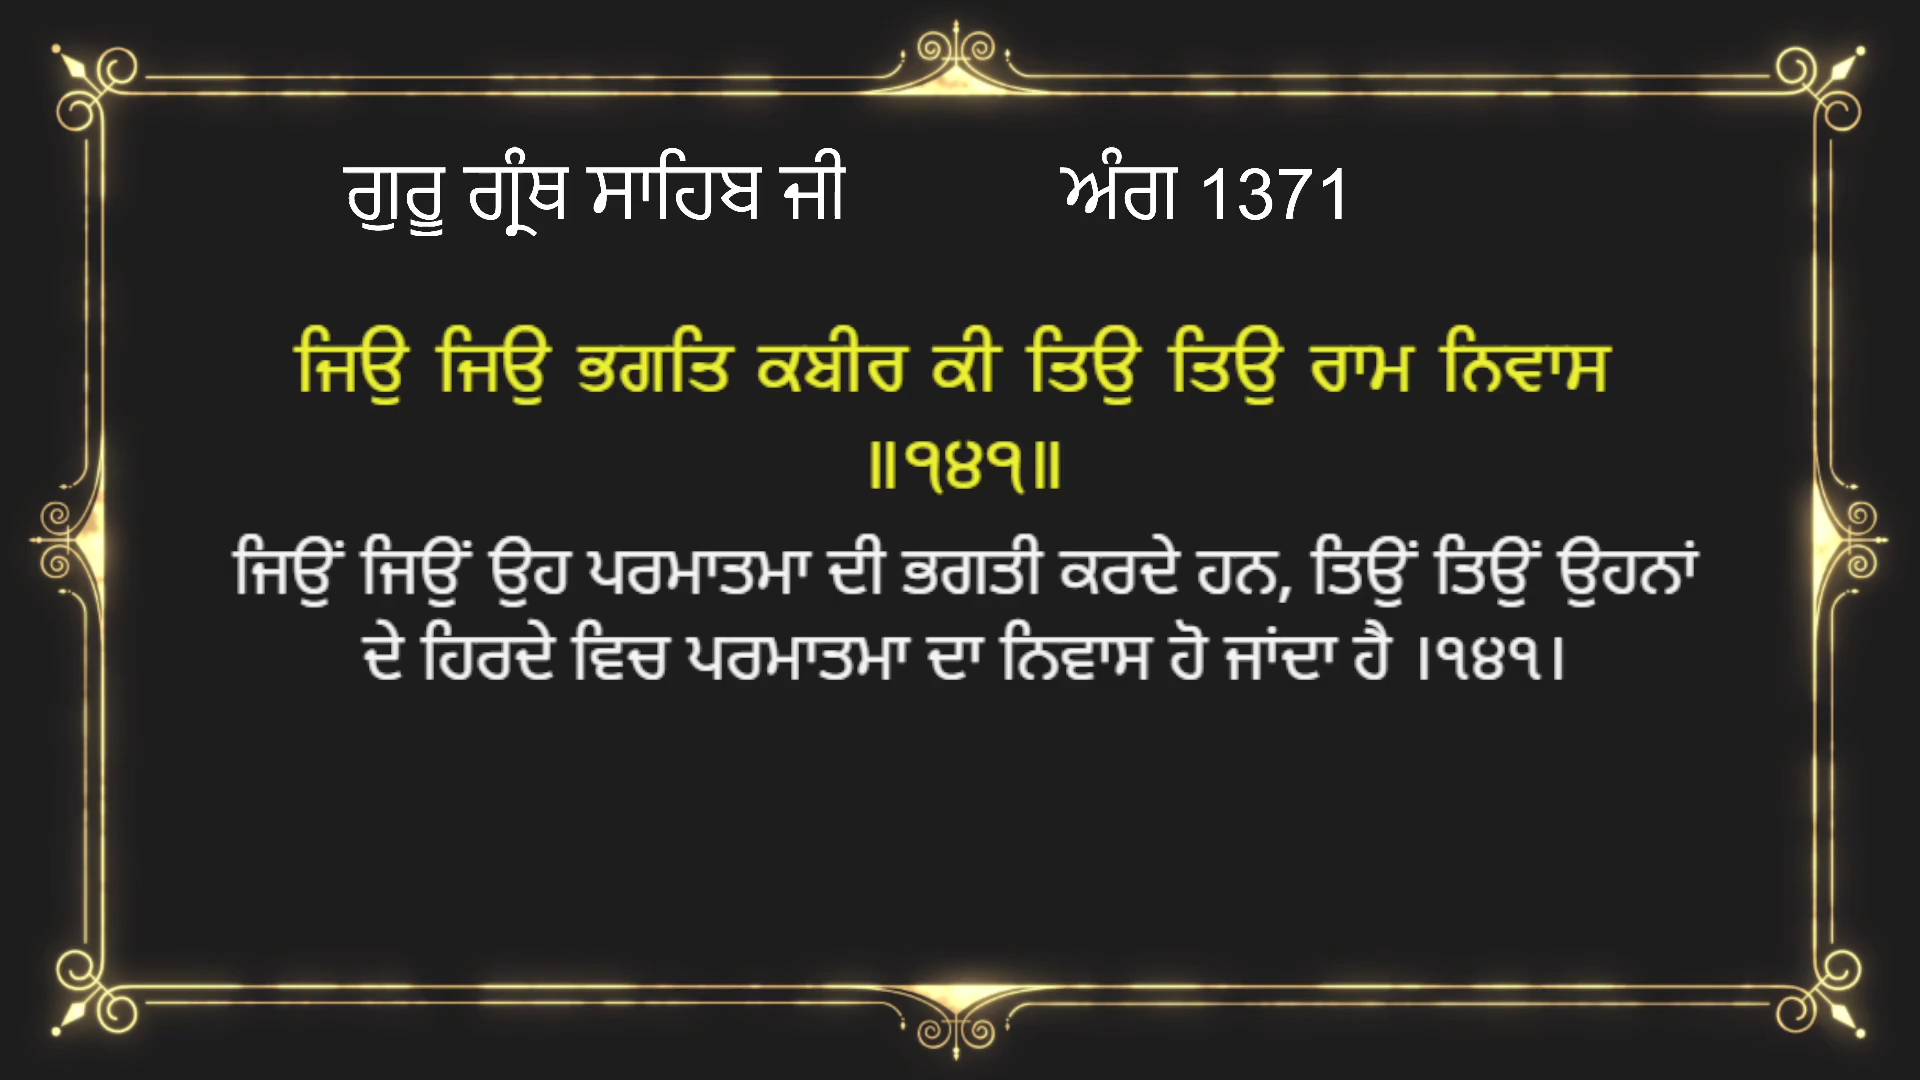 ਗੁਰੂ ਗ੍ਰੰਥ ਸਾਹਿਬ ਜੀ ਅੰਗ 1371
ਜਿਉ ਜਿਉ ਭਗਤਿ ਕਬੀਰ ਕੀ ਤਿਉ ਤਿਉ ਰਾਮ ਨਿਵਾਸ
॥੧੪੧॥
ਜਿਉਂ ਜਿਉਂ ਉਹ ਪਰਮਾਤਮਾ ਦੀ ਭਗਤੀ ਕਰਦੇ ਹਨ, ਤਿਉਂ ਤਿਉਂ ਉਹਨਾਂ
ਦੇ ਹਿਰਦੇ ਵਿਚ ਪਰਮਾਤਮਾ ਦਾ ਨਿਵਾਸ ਹੋ ਜਾਂਦਾ ਹੈ ।੧੪੧।